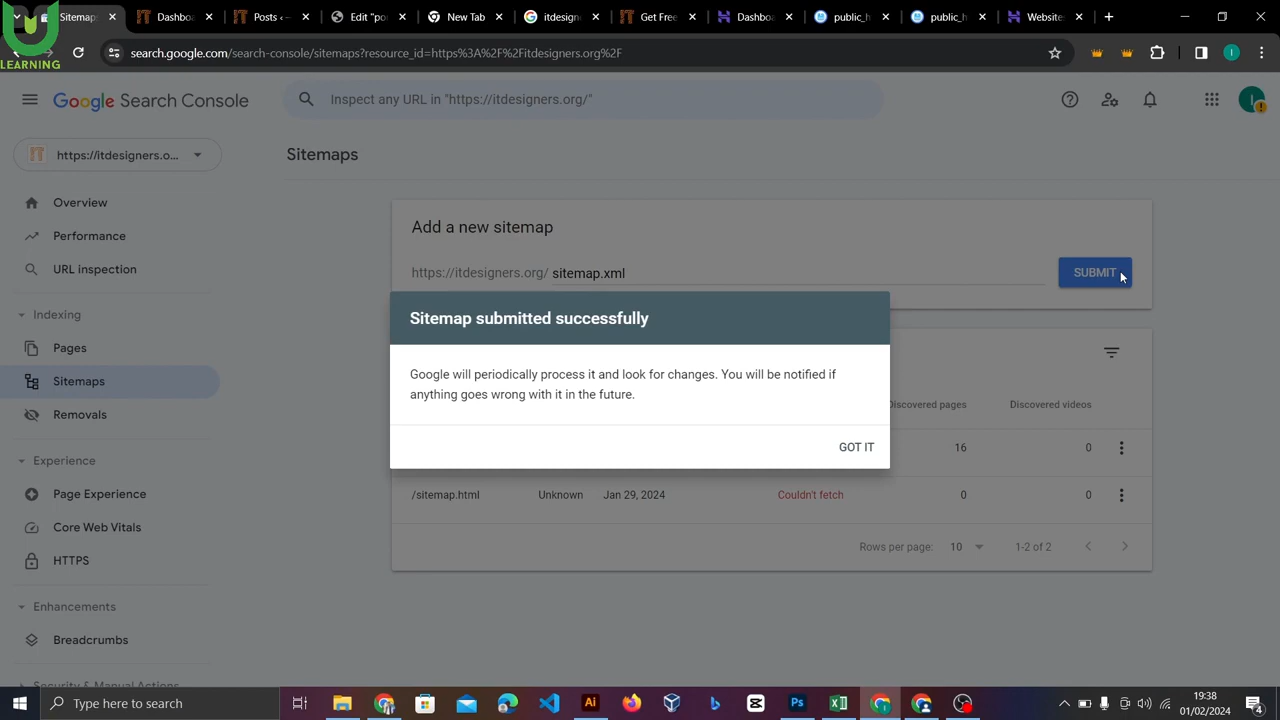 Sitemap
Dashbo
Posts ‹
Edit "po
New Tab
itdesign
Get Free
Dashbo
public_h
public_h
Website
U
LEARNING
search.google.com/search-console/sitemaps?resource_id=https%3A%2F%2Fitdesigners.org%2F
I
Google Search Console
Inspect any URL in "https://itdesigners.org/"
I
https://itdesigners.o...
Sitemaps
Overview
Performance
URL inspection
Indexing
Pages
Sitemaps
Removals
Experience
Page Experience
Core Web Vitals
HTTPS
Enhancements
Breadcrumbs
Security & Manual Actions
Add a new sitemap
https://itdesigners.org/ sitemap.xml
SUBMIT
Sitemap submitted successfully
Google will periodically process it and look for changes. You will be notified if
anything goes wrong with it in the future.
GOT IT
Discovered pages Discovered videos
16 0
/sitemap.html Unknown Jan 29, 2024 Couldn't fetch 0 0
Rows per page: 10 1-2 of 2
Type here to search
Ai
Ps
19:38
01/02/2024